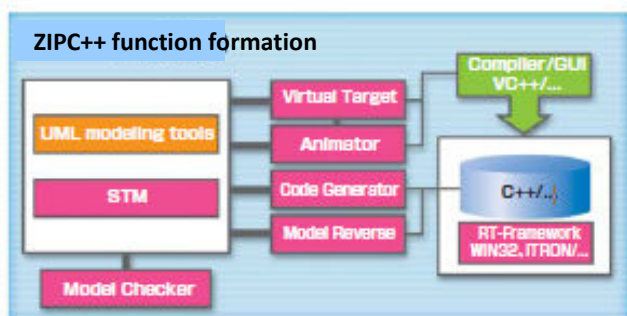 ZIPC++ function formation
Compiler/GUI
VC++/...
Virtual Target
UML modeling tools
Animator
STM
Code Generator
C++/..
Model Reverse
RT-Framework
WIN32, ITRON/...
Model Checker